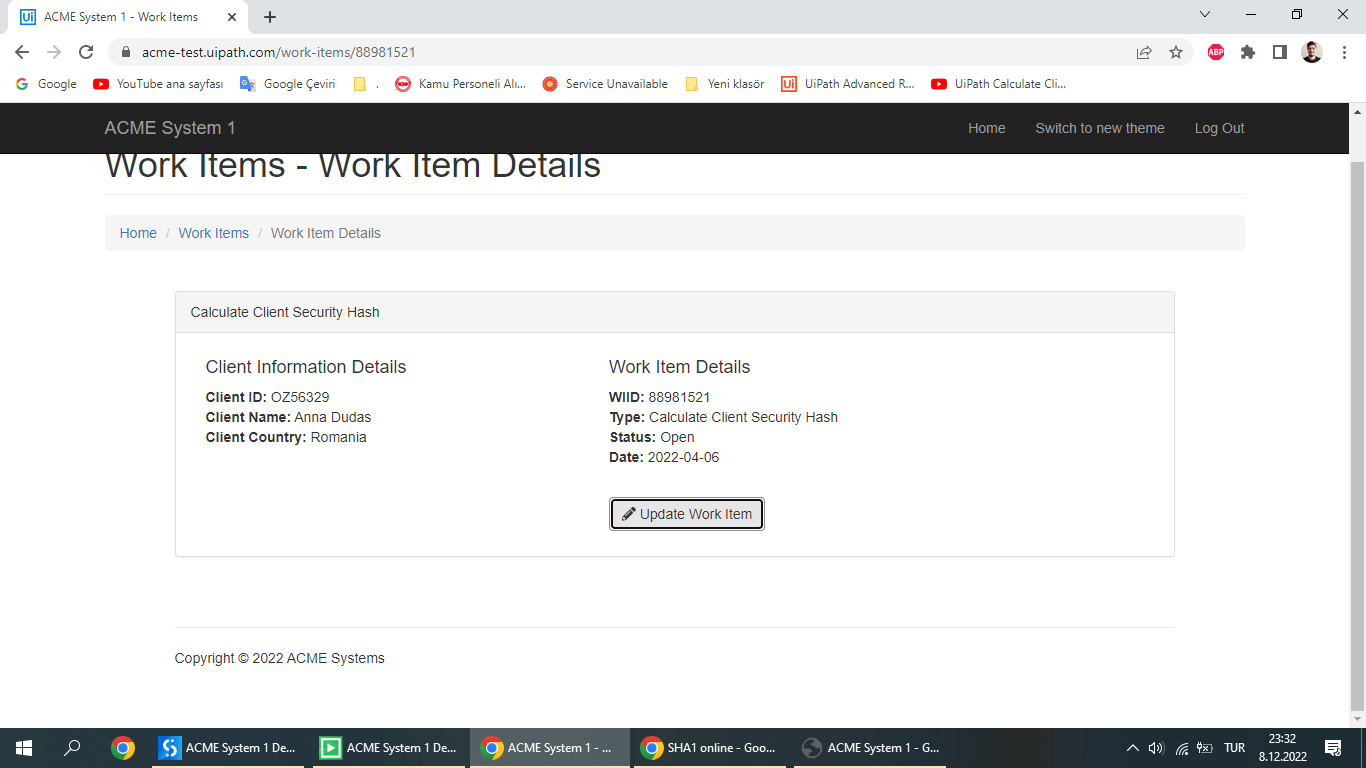 Ui ACME System 1 - Work Items
acme-test.uipath.com/work-items/88981521
ABP
Google YouTube ana sayfası Google Çeviri . Kamu Personeli Alı... Service Unavailable Yeni klasör Ui UiPath Advanced R... UiPath Calculate Cli...
ACME System 1 Home Switch to new theme Log Out
Work Items - Work Item Details
Home / Work Items / Work Item Details
Calculate Client Security Hash
Client Information Details
Client ID: OZ56329
Client Name: Anna Dudas
Client Country: Romania
Work Item Details
WIID: 88981521
Type: Calculate Client Security Hash
Status: Open
Date: 2022-04-06
Update Work Item
Copyright © 2022 ACME Systems
ACME System 1 De... ACME System 1 De... ACME System 1 - ... SHA1 online - Goo... ACME System 1 - G... TUR
23:32
8.12.2022